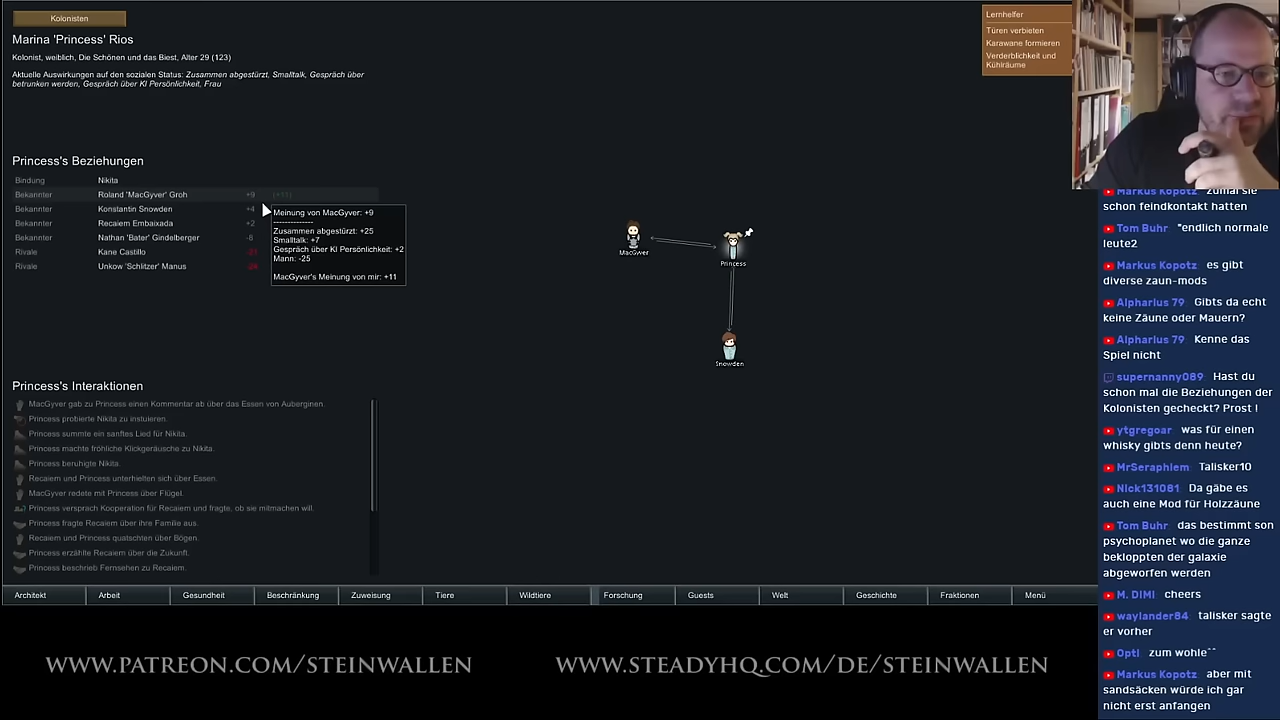 Kolonisten
Marina 'Princess' Rios
Kolonist, weiblich, Die Schönen und das Biest, Alter 29 (123)
Aktuelle Auswirkungen auf den sozialen Status: Zusammen abgestürzt, Smalltalk, Gespräch über
betrunken werden, Gespräch über KI Persönlichkeit, Frau
Princess's Beziehungen
Bindung Nikita
Bekannter Roland 'MacGyver' Groh +9 (+11)
Bekannter Konstantin Snowden +4
Bekannter Recaiem Embaixada +2
Bekannter Nathan 'Bater' Gindelberger -8
Rivale Kane Castillo
Rivale Unkow 'Schlitzer' Manus
Meinung von MacGyver: +9
--------------
Zusammen abgestürzt: +25
Smalltalk: +7
Gespräch über KI Persönlichkeit: +2
Mann: -25
MacGyver's Meinung von mir: +11
MacGyver
Princess
Snowden
Princess's Interaktionen
MacGyver gab zu Princess einen Kommentar ab über das Essen von Auberginen.
Princess probierte Nikita zu instuieren.
Princess summte ein sanftes Lied für Nikita.
Princess machte fröhliche Klickgeräusche zu Nikita.
Princess beruhigte Nikita.
Recaiem und Princess unterhielten sich über Essen.
MacGyver redete mit Princess über Flügel.
Princess versprach Kooperation für Recaiem und fragte, ob sie mitmachen will.
Princess fragte Recaiem über ihre Familie aus.
Recaiem und Princess quatschten über Bögen.
Princess erzählte Recaiem über die Zukunft.
Princess beschrieb Fernsehen zu Recaiem.
Architekt Arbeit Gesundheit Beschränkung Zuweisung Tiere Wildtiere Forschung Guests Welt Geschichte Fraktionen Menü
Lernhelfer
Türen verbieten
Karawane formieren
Verderblichkeit und
Kühlräume
Markus Kopotz zumal sie
schon feindkontakt hatten
Tom Buhr "endlich normale
leute2
Markus Kopotz es gibt
diverse zaun-mods
Alpharius 79 Gibts da echt
keine Zäune oder Mauern?
Alpharius 79 Kenne das
Spiel nicht
supernanny089 Hast du
schon mal die Beziehungen der
Kolonisten gecheckt? Prost !
ytgregoar was für einen
whisky gibts denn heute?
MrSeraphiem Talisker10
Nick131081 Da gäbe es
auch eine Mod für Holzzäune
Tom Buhr das bestimmt son
psychoplanet wo die ganze
bekloppten der galaxie
abgeworfen werden
M. DIMI cheers
waylander84 talisker sagte
er vorher
Opti zum wohle^^
Markus Kopotz aber mit
sandsäcken würde ich gar
nicht erst anfangen
WWW.PATREON.COM/STEINWALLEN
WWW.STEADYHQ.COM/DE/STEINWALLEN